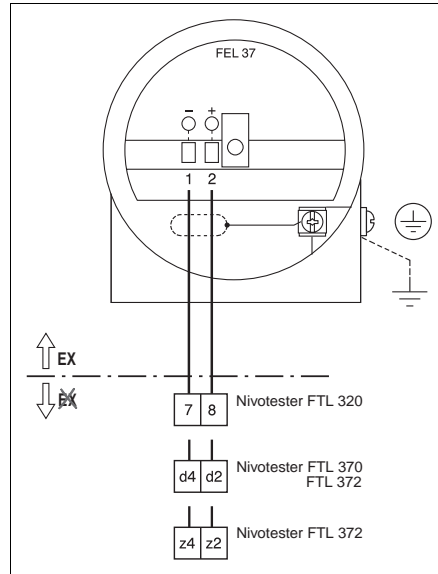 FEL 37
– +
1 2
EX
EX
7 8 Nivotester FTL 320
d4 d2 Nivotester FTL 370
FTL 372
z4 z2 Nivotester FTL 372